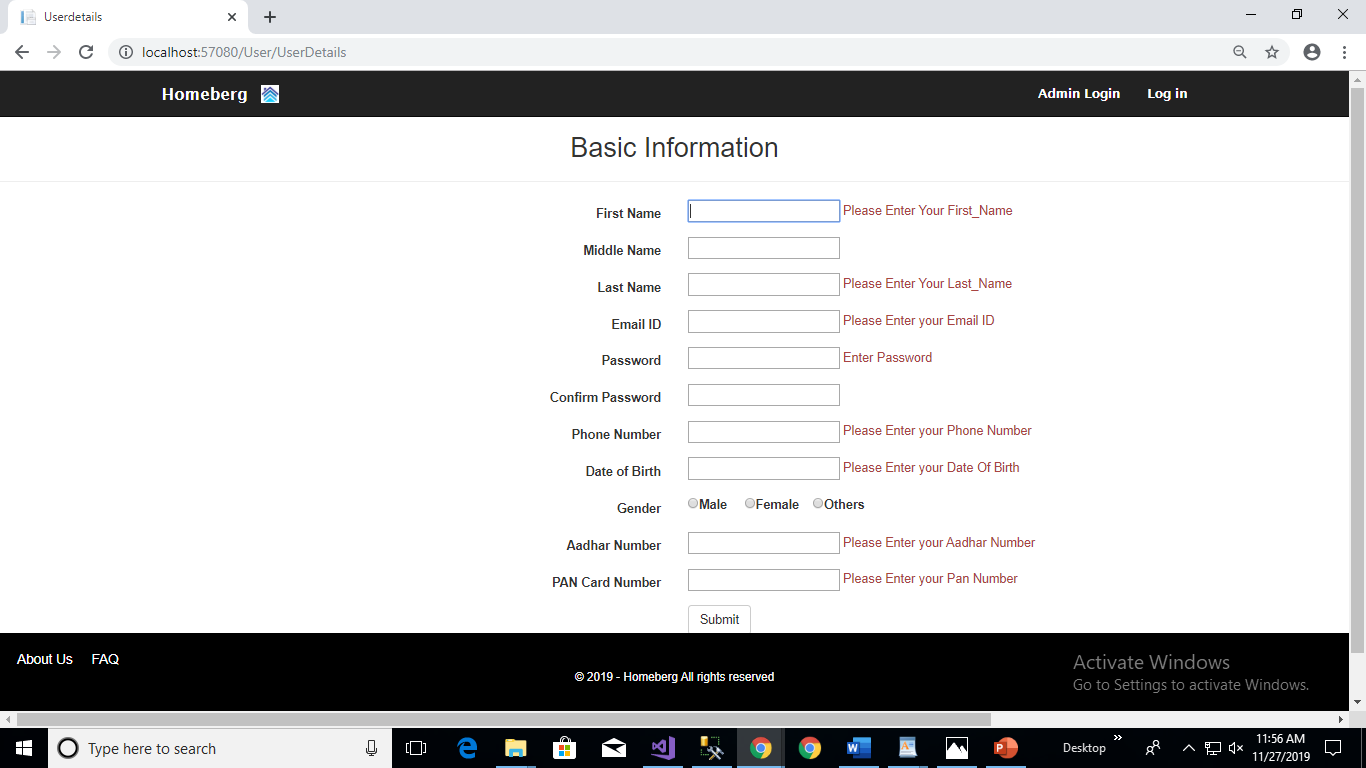 Userdetails
localhost:57080/User/UserDetails
Homeberg Admin Login Log in
Basic Information
First Name Please Enter Your First_Name
Middle Name
Last Name Please Enter Your Last_Name
Email ID Please Enter your Email ID
Password Enter Password
Confirm Password
Phone Number Please Enter your Phone Number
Date of Birth Please Enter your Date Of Birth
Gender Male Female Others
Aadhar Number Please Enter your Aadhar Number
PAN Card Number Please Enter your Pan Number
Submit
About Us FAQ
© 2019 - Homeberg All rights reserved
Activate Windows
Go to Settings to activate Windows.
Type here to search
Desktop
11:56 AM
11/27/2019